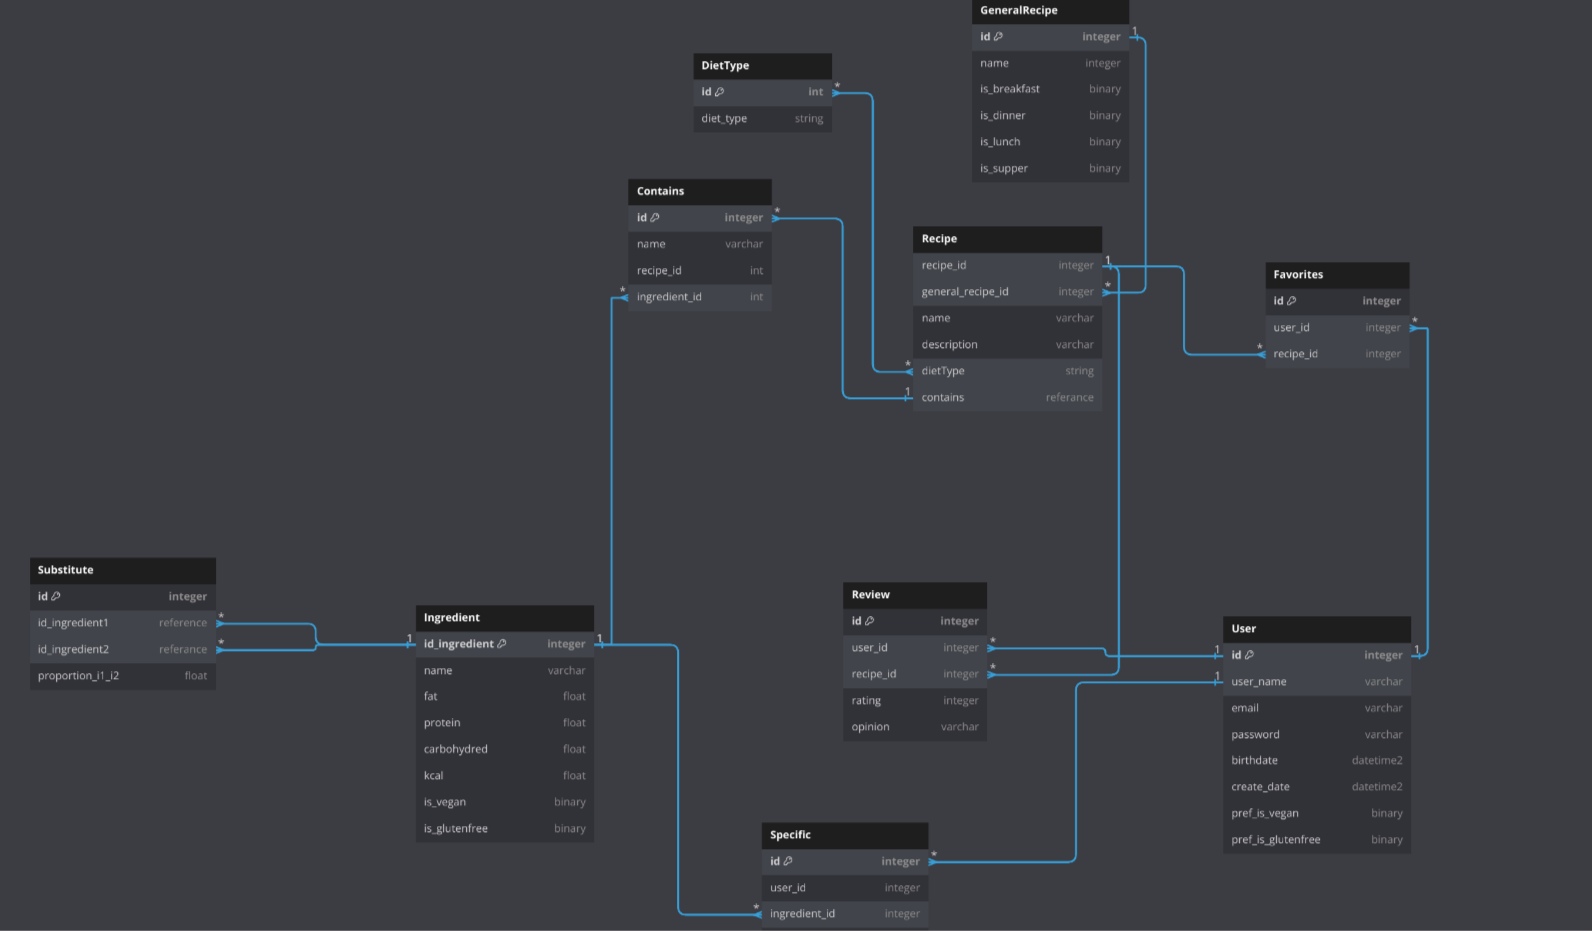 GeneralRecipe
id integer
name integer
is_breakfast binary
is_dinner binary
is_lunch binary
is_supper binary
1
DietType
id int
diet_type string
*
Contains
id integer
name varchar
recipe_id int
ingredient_id int
*
*
Recipe
recipe_id integer
general_recipe_id integer
name varchar
description varchar
dietType string
contains referance
1
*
*
1
Favorites
id integer
user_id integer
recipe_id integer
*
*
Substitute
id integer
id_ingredient1 reference
id_ingredient2 referance
proportion_i1_i2 float
*
*
Ingredient
id_ingredient integer
name varchar
fat float
protein float
carbohydred float
kcal float
is_vegan binary
is_glutenfree binary
1
1
Review
id integer
user_id integer
recipe_id integer
rating integer
opinion varchar
*
*
User
id integer
user_name varchar
email varchar
password varchar
birthdate datetime2
create_date datetime2
pref_is_vegan binary
pref_is_glutenfree binary
1
1
1
Specific
id integer
user_id integer
ingredient_id integer
*
*